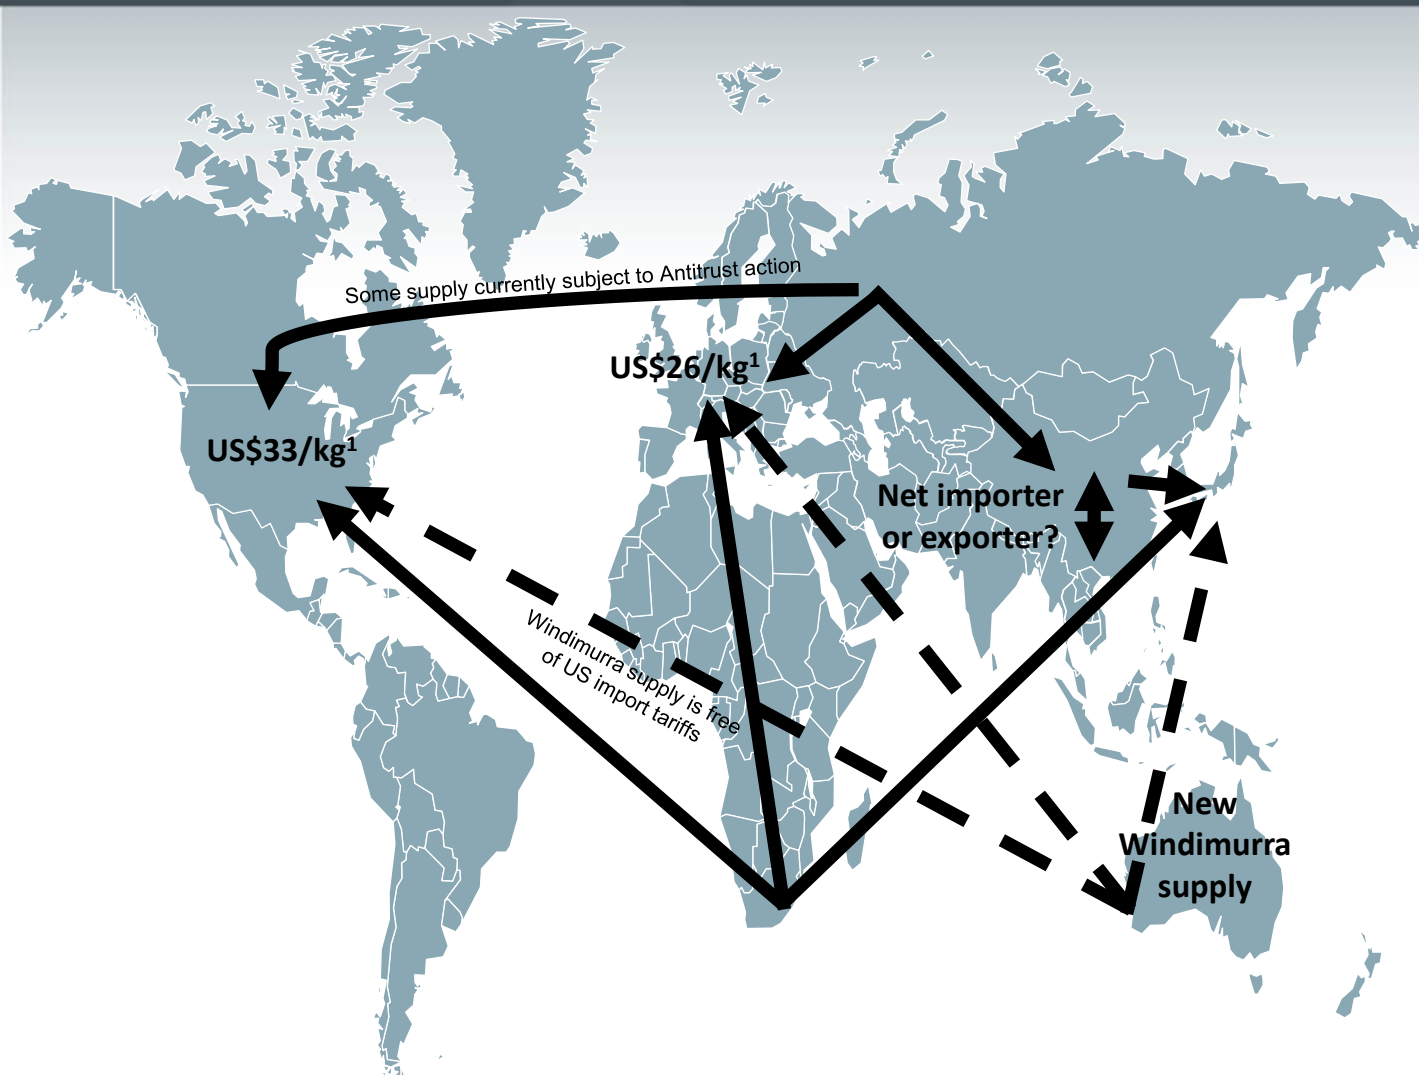 Some supply currently subject to Antitrust action
US$26/kg¹
US$33/kg¹
Net importer
or exporter?
Windimurra supply is free
of US import tariffs
New
Windimurra
supply